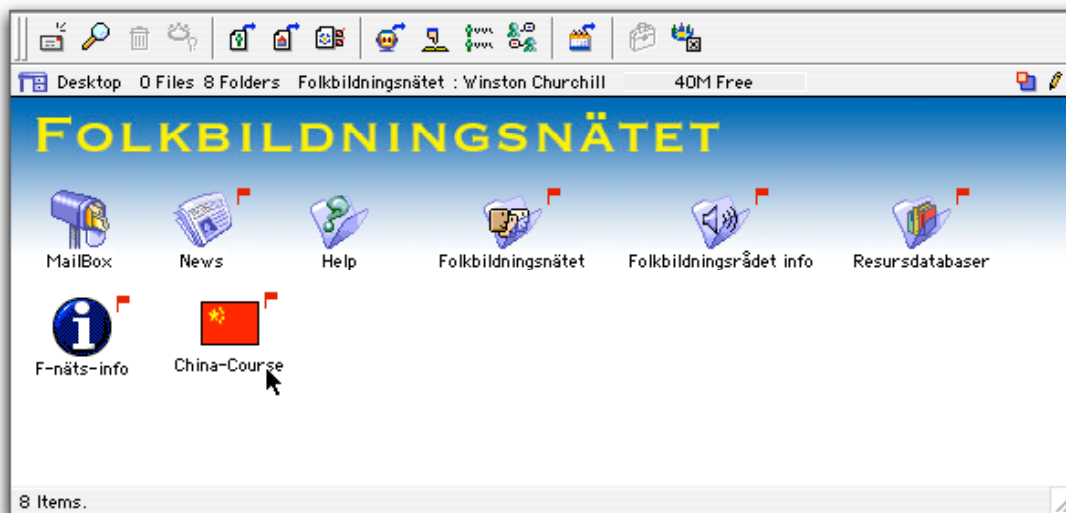 Desktop 0 Files 8 Folders Folkbildningsnätet : Winston Churchill 40M Free
FOLKBILDNINGSNÄTET
MailBox News Help Folkbildningsnätet Folkbildningsrådet info Resursdatabaser
F-näts-info China-Course
8 Items.